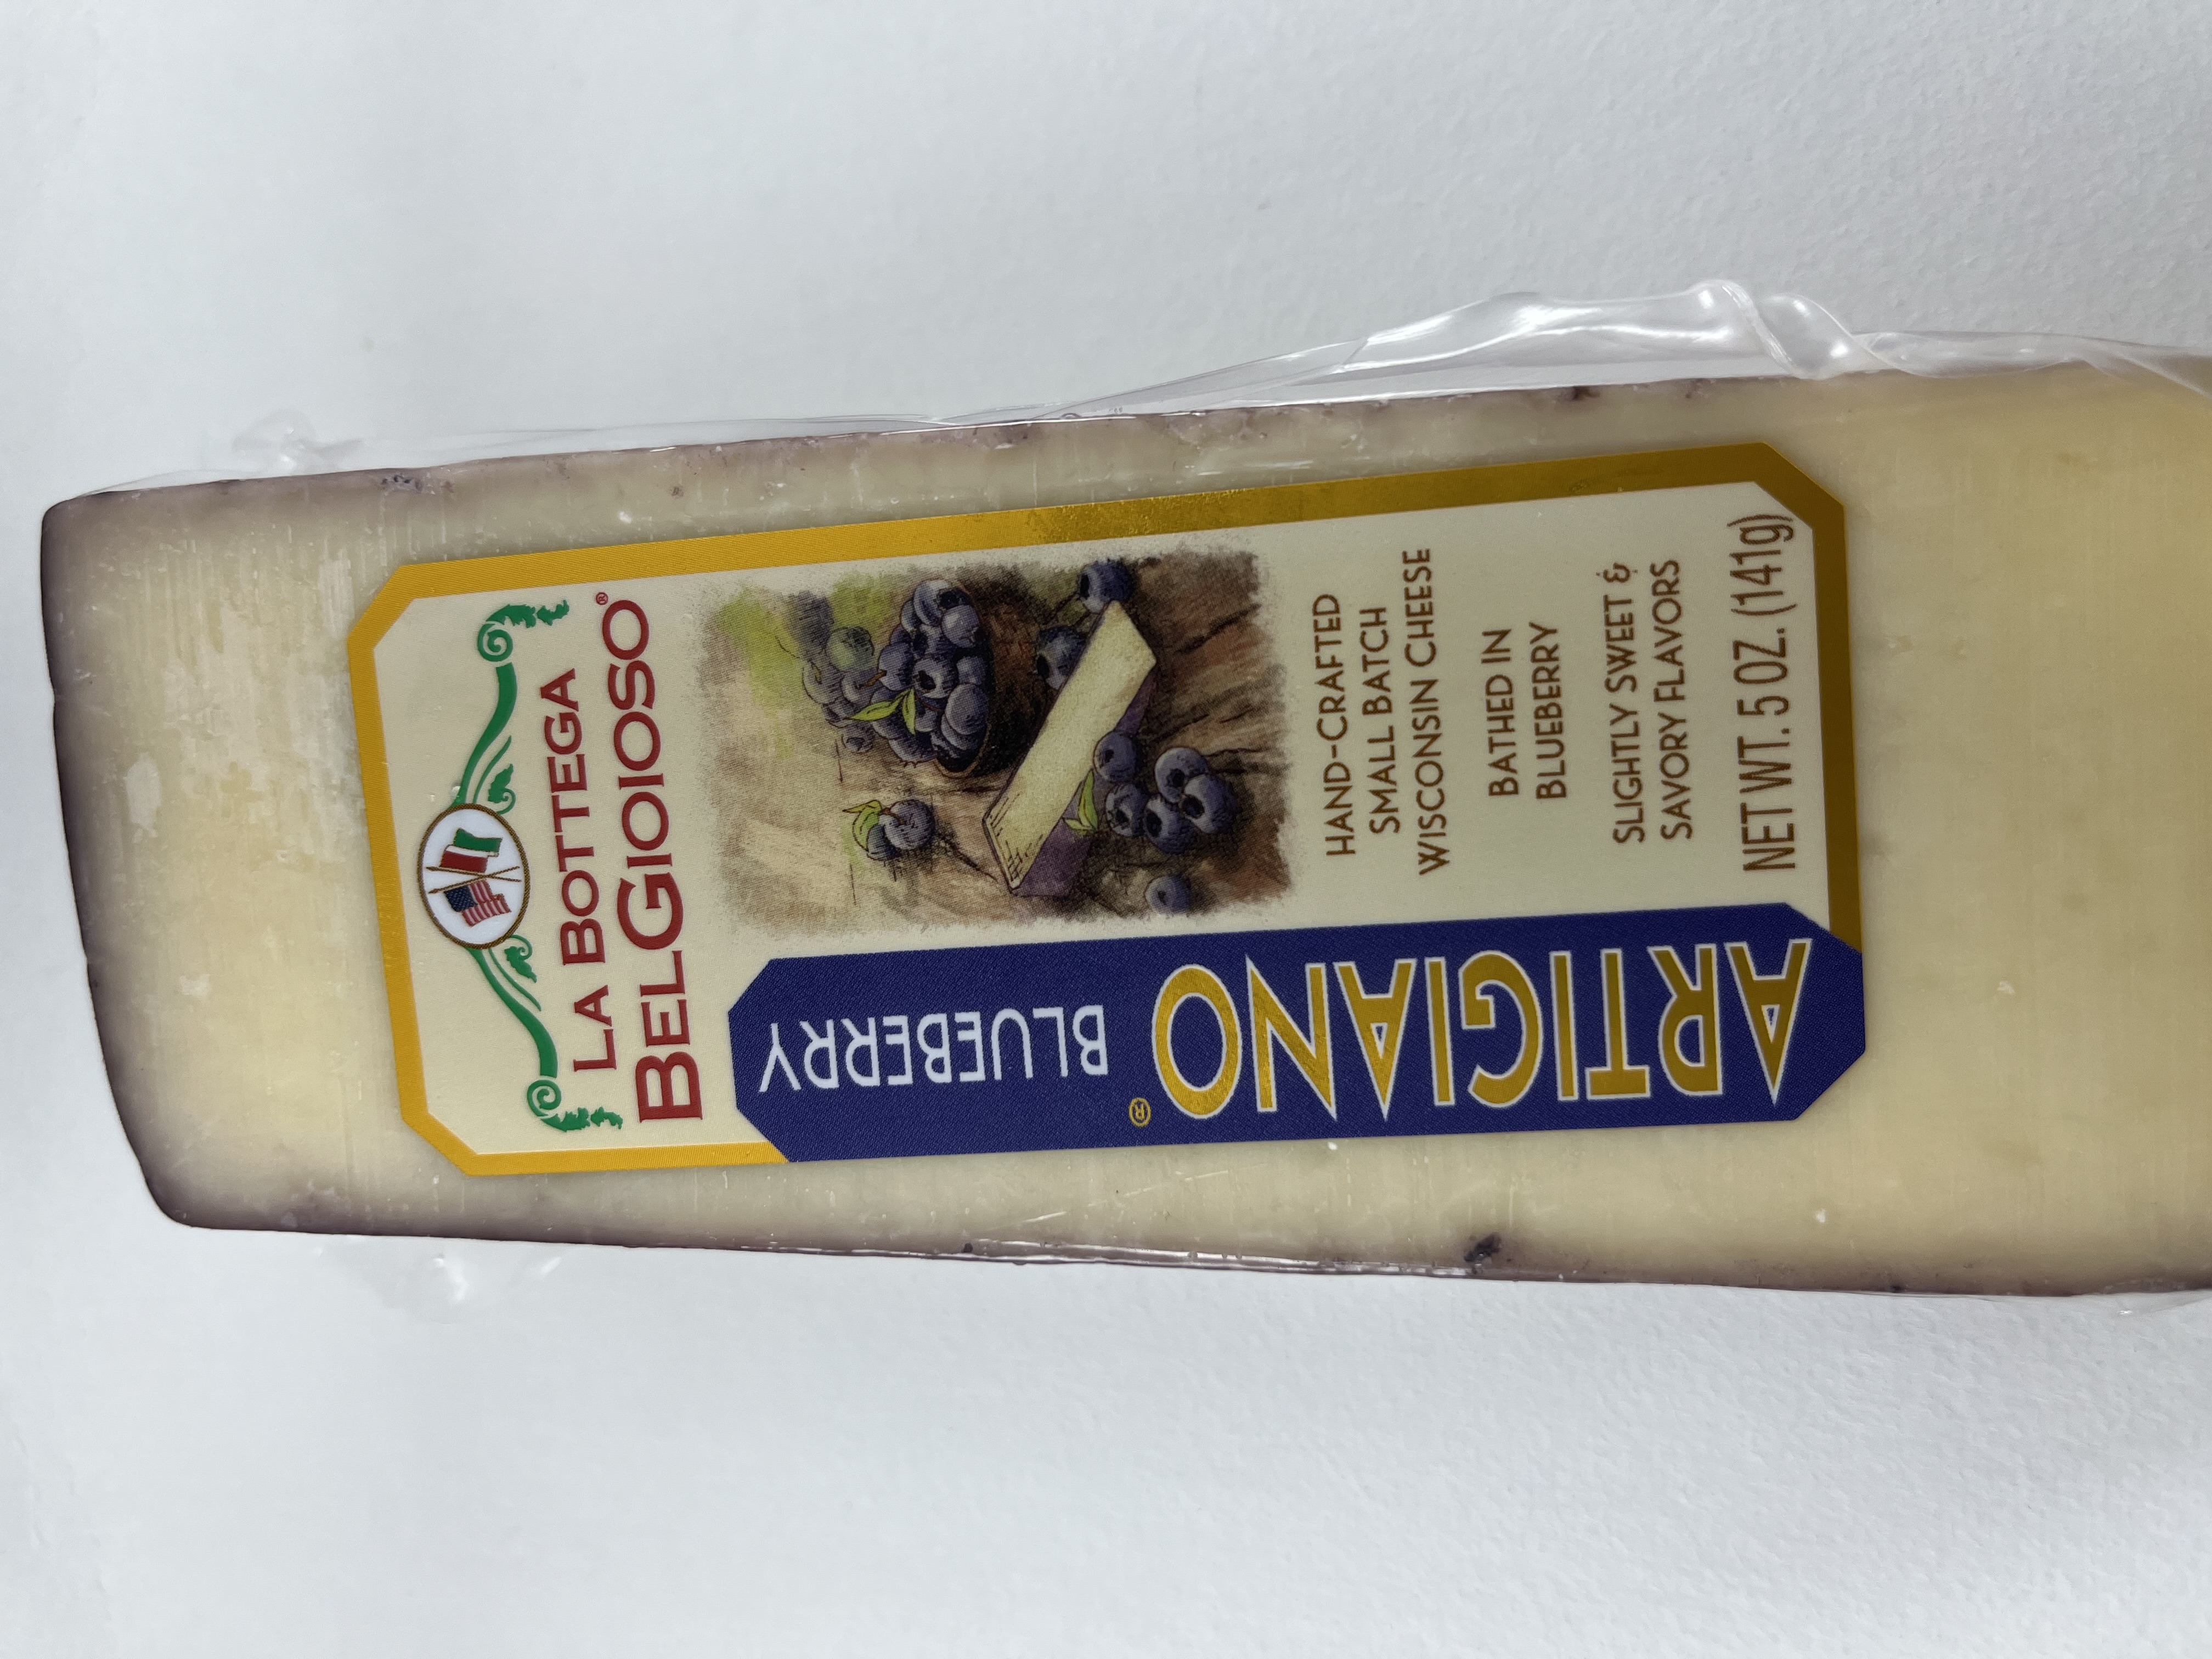 LA BOTTEGA
BELGIOIOSO®
ARTIGIANO®
BLUEBERRY
HAND-CRAFTED
SMALL BATCH
WISCONSIN CHEESE
BATHED IN
BLUEBERRY
SLIGHTLY SWEET &
SAVORY FLAVORS
NET WT. 5 OZ. (141g)